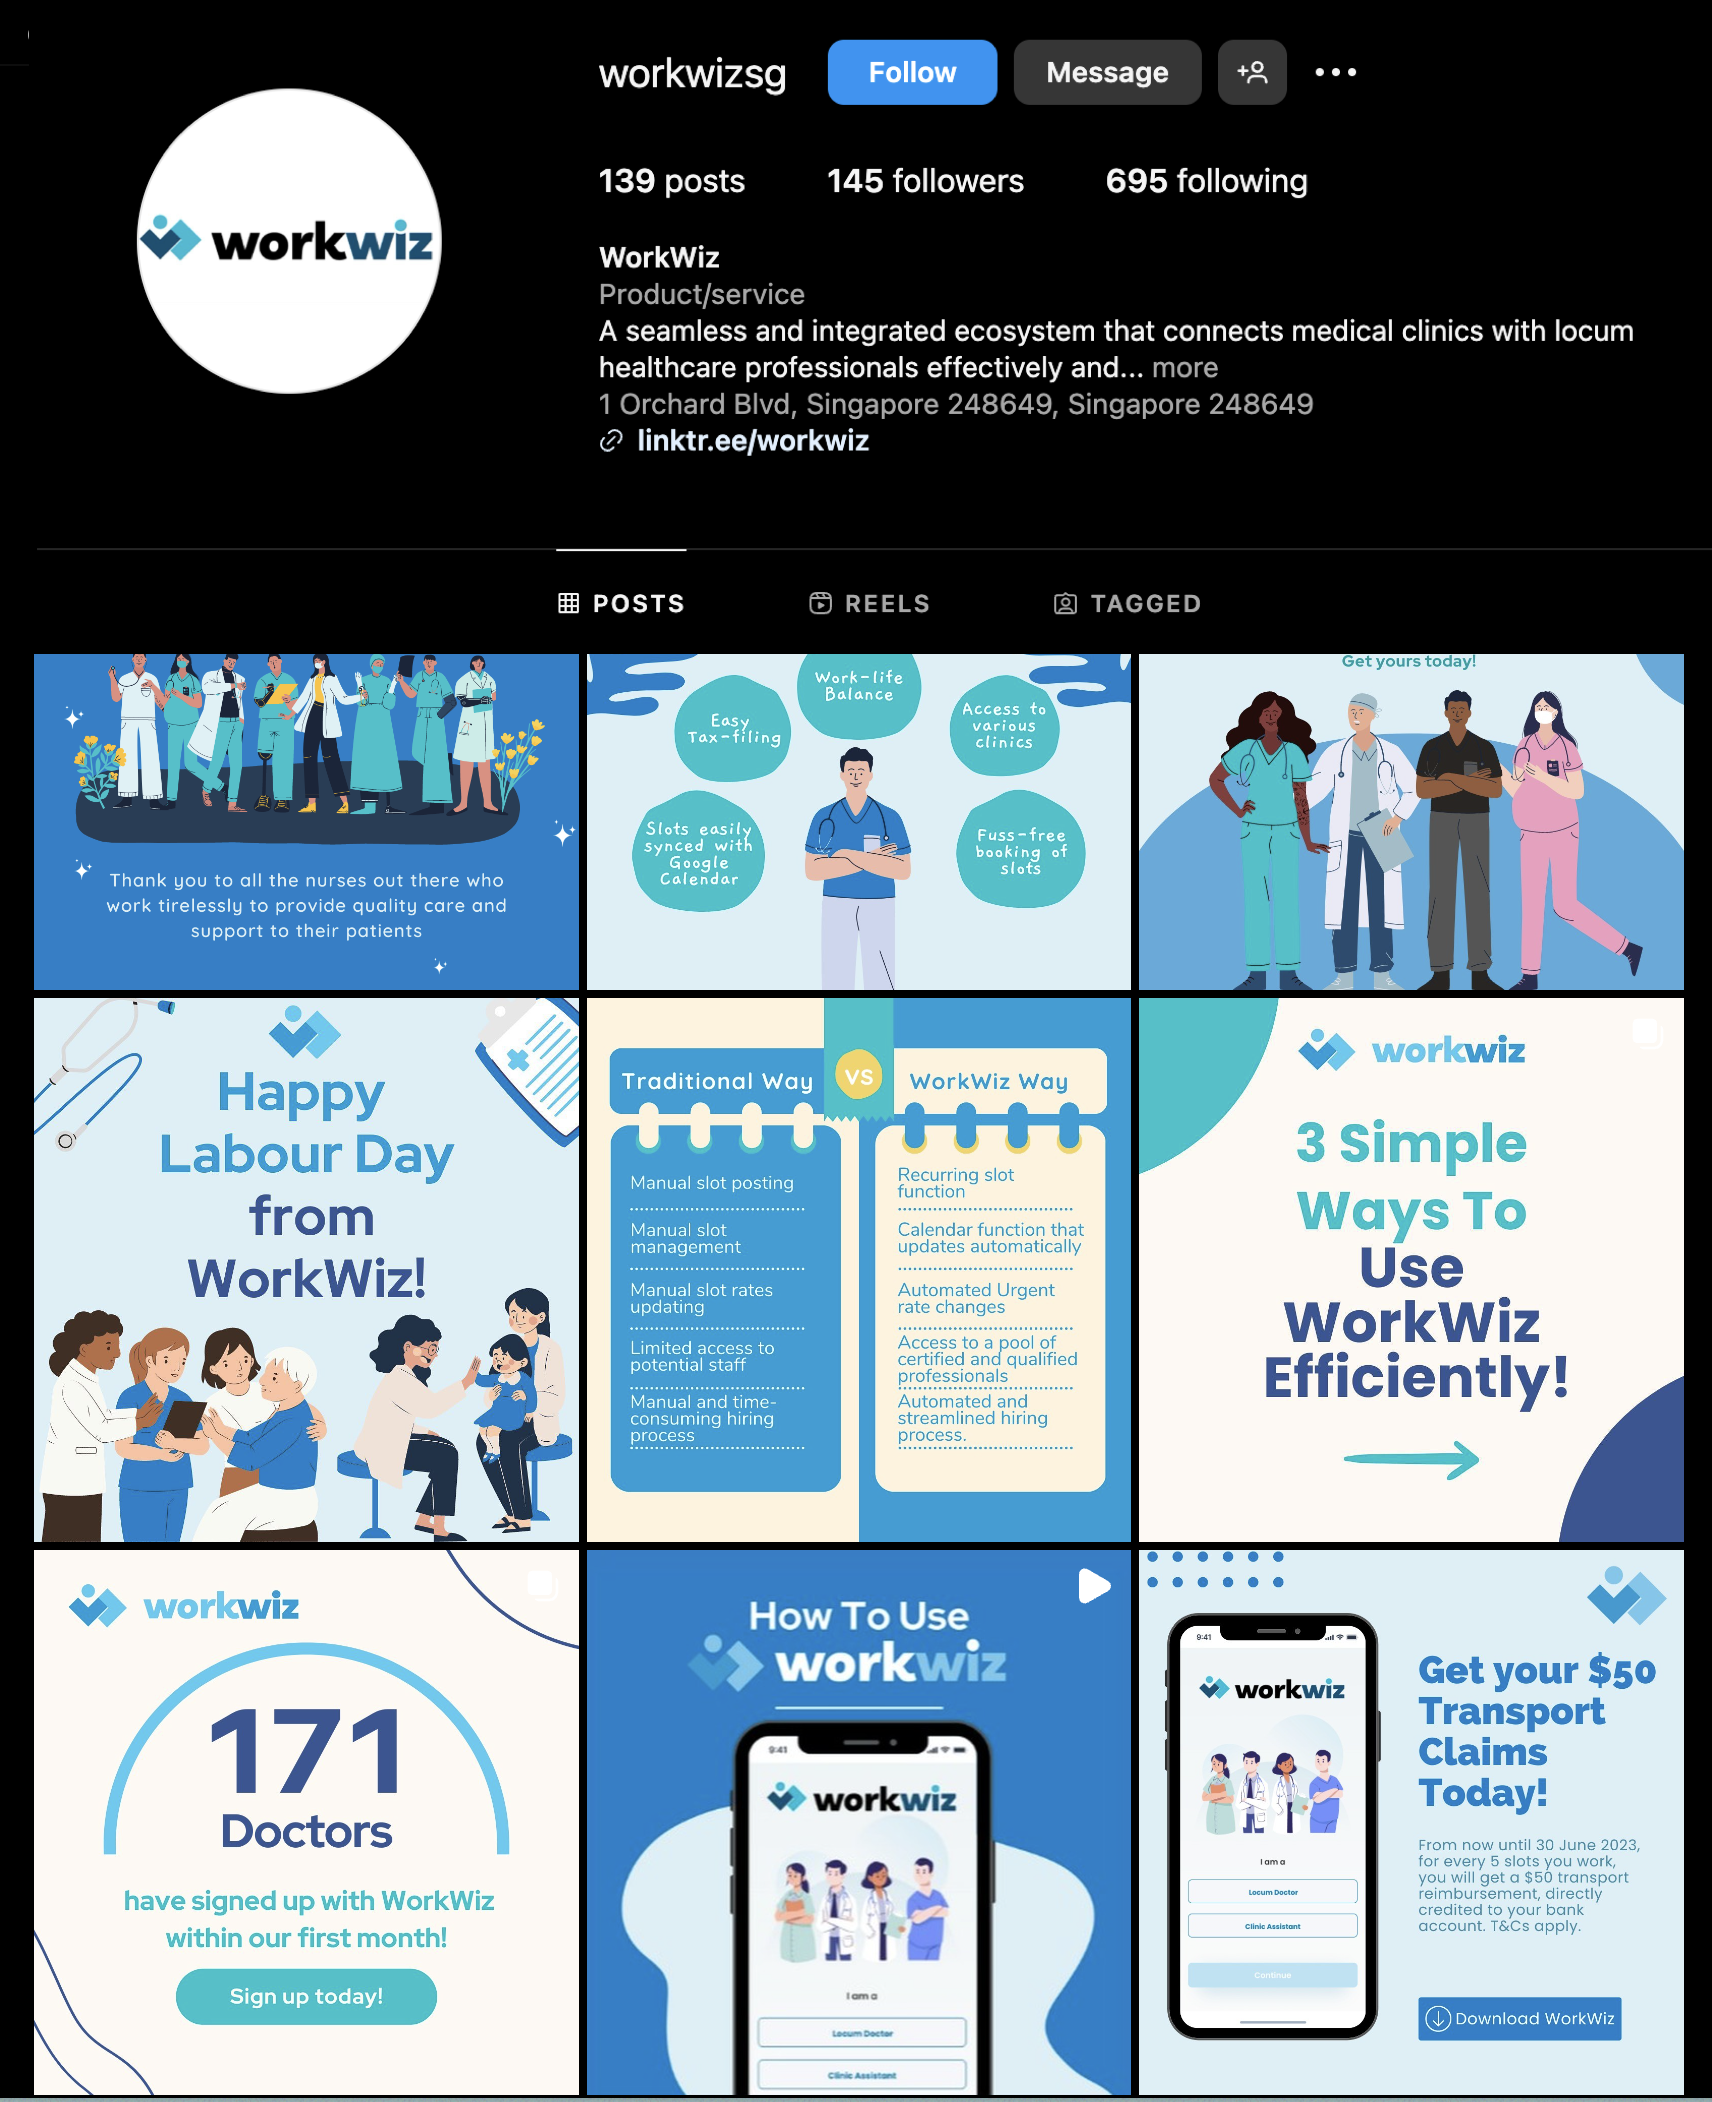 workwizsg
Follow
Message
139 posts
145 followers
695 following
workwiz
WorkWiz
Product/service
A seamless and integrated ecosystem that connects medical clinics with locum
healthcare professionals effectively and... more
1 Orchard Blvd, Singapore 248649, Singapore 248649
linktr.ee/workwiz
POSTS
REELS
TAGGED
Thank you to all the nurses out there who
work tirelessly to provide quality care and
support to their patients
Work-life
Balance
Easy
Tax-filing
Access to
various
clinics
Slots easily
synced with
Google
Calendar
Fuss-free
booking of
slots
Get yours today!
Happy
Labour Day
from
WorkWiz!
Traditional Way
VS
WorkWiz Way
Manual slot posting
Manual slot
management
Manual slot rates
updating
Limited access to
potential staff
Manual and time-
consuming hiring
process
Recurring slot
function
Calendar function that
updates automatically
Automated Urgent
rate changes
Access to a pool of
certified and qualified
professionals
Automated and
streamlined hiring
process.
workwiz
3 Simple
Ways To
Use
WorkWiz
Efficiently!
workwiz
171
Doctors
have signed up with WorkWiz
within our first month!
Sign up today!
How To Use
workwiz
9:41
workwiz
I am a
Locum Doctor
Clinic Assistant
9:41
workwiz
I am a
Locum Doctor
Clinic Assistant
Continue
Get your $50
Transport
Claims
Today!
From now until 30 June 2023,
for every 5 slots you work,
you will get a $50 transport
reimbursement, directly
credited to your bank
account. T&Cs apply.
Download WorkWiz